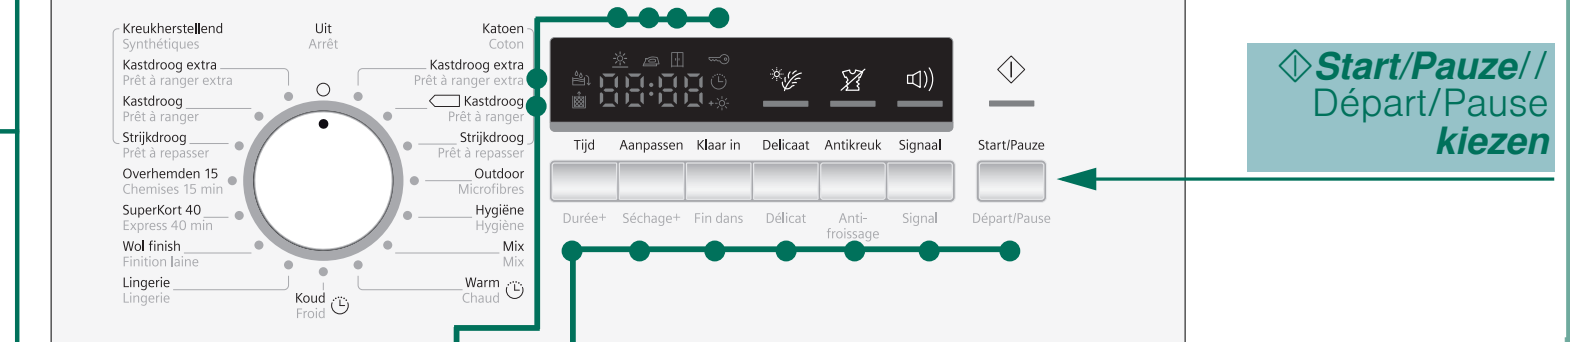 Kreukherstellend
Synthétiques
Kastdroog extra
Prêt à ranger extra
Kastdroog
Prêt à ranger
Strijkdroog
Prêt à repasser
Overhemden 15
Chemises 15 min
SuperKort 40
Express 40 min
Wol finish
Finition laine
Lingerie
Lingerie
Uit
Arrêt
Koud
Froid
Katoen
Coton
Kastdroog extra
Prêt à ranger extra
Kastdroog
Prêt à ranger
Strijkdroog
Prêt à repasser
Outdoor
Microfibres
Hygiëne
Hygiène
Mix
Mix
Warm
Chaud
88:88
Tijd Aanpassen Klaar in Delicaat Antikreuk Signaal Start/Pauze
Durée+ Séchage+ Fin dans Délicat Anti- Signal Départ/Pause
froissage
Start/Pauze//
Départ/Pause
kiezen